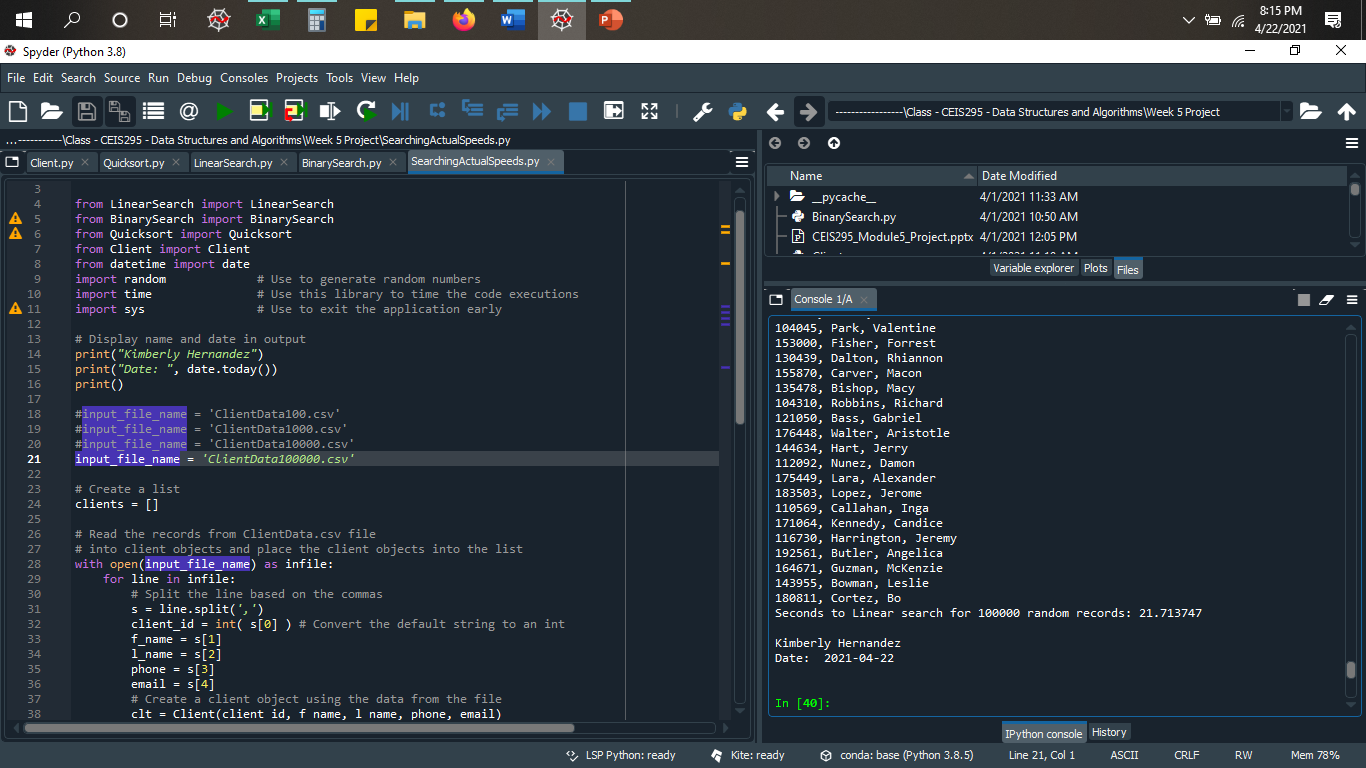 8:15 PM
4/22/2021
Spyder (Python 3.8)
File Edit Search Source Run Debug Consoles Projects Tools View Help
-----------------\Class - CEIS295 - Data Structures and Algorithms\Week 5 Project
...-----------\Class - CEIS295 - Data Structures and Algorithms\Week 5 Project\SearchingActualSpeeds.py
Client.py Quicksort.py LinearSearch.py BinarySearch.py SearchingActualSpeeds.py
3
4 from LinearSearch import LinearSearch
5 from BinarySearch import BinarySearch
6 from Quicksort import Quicksort
7 from Client import Client
8 from datetime import date
9 import random # Use to generate random numbers
10 import time # Use this library to time the code executions
11 import sys # Use to exit the application early
12
13 # Display name and date in output
14 print("Kimberly Hernandez")
15 print("Date: ", date.today())
16 print()
17
18 #input_file_name = 'ClientData100.csv'
19 #input_file_name = 'ClientData1000.csv'
20 #input_file_name = 'ClientData10000.csv'
21 input_file_name = 'ClientData100000.csv'
22
23 # Create a list
24 clients = []
25
26 # Read the records from ClientData.csv file
27 # into client objects and place the client objects into the list
28 with open(input_file_name) as infile:
29 for line in infile:
30 # Split the line based on the commas
31 s = line.split(',')
32 client_id = int( s[0] ) # Convert the default string to an int
33 f_name = s[1]
34 l_name = s[2]
35 phone = s[3]
36 email = s[4]
37 # Create a client object using the data from the file
38 clt = Client(client_id, f_name, l_name, phone, email)
Name Date Modified
__pycache__ 4/1/2021 11:33 AM
BinarySearch.py 4/1/2021 10:50 AM
CEIS295_Module5_Project.pptx 4/1/2021 12:05 PM
Variable explorer Plots Files
Console 1/A
104045, Park, Valentine
153000, Fisher, Forrest
130439, Dalton, Rhiannon
155870, Carver, Macon
135478, Bishop, Macy
104310, Robbins, Richard
121050, Bass, Gabriel
176448, Walter, Aristotle
144634, Hart, Jerry
112092, Nunez, Damon
175449, Lara, Alexander
183503, Lopez, Jerome
110569, Callahan, Inga
171064, Kennedy, Candice
116730, Harrington, Jeremy
192561, Butler, Angelica
164671, Guzman, McKenzie
143955, Bowman, Leslie
180811, Cortez, Bo
Seconds to Linear search for 100000 random records: 21.713747
Kimberly Hernandez
Date: 2021-04-22
In [40]:
IPython console History
LSP Python: ready Kite: ready conda: base (Python 3.8.5) Line 21, Col 1 ASCII CRLF RW Mem 78%